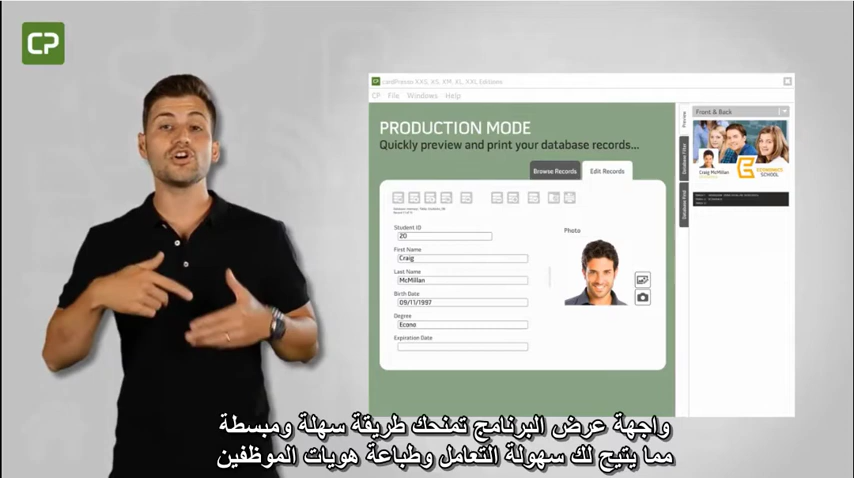 CP
CP cardPresso XXS, XS, XM, XL, XXL Editions
CP File Windows Help
PRODUCTION MODE
Quickly preview and print your database records...
Browse Records Edit Records
Student ID
20
First Name
Craig
Last Name
McMillan
Birth Date
09/11/1997
Degree
Econo
Expiration Date
Photo
Preview
Database Filter
Database Find
Front & Back
Craig McMillan
ECONOMICS
SCHOOL
واجهة عرض البرنامج تمنحك طريقة سهلة ومبسطة
مما يتيح لك سهولة التعامل وطباعة هويات الموظفين